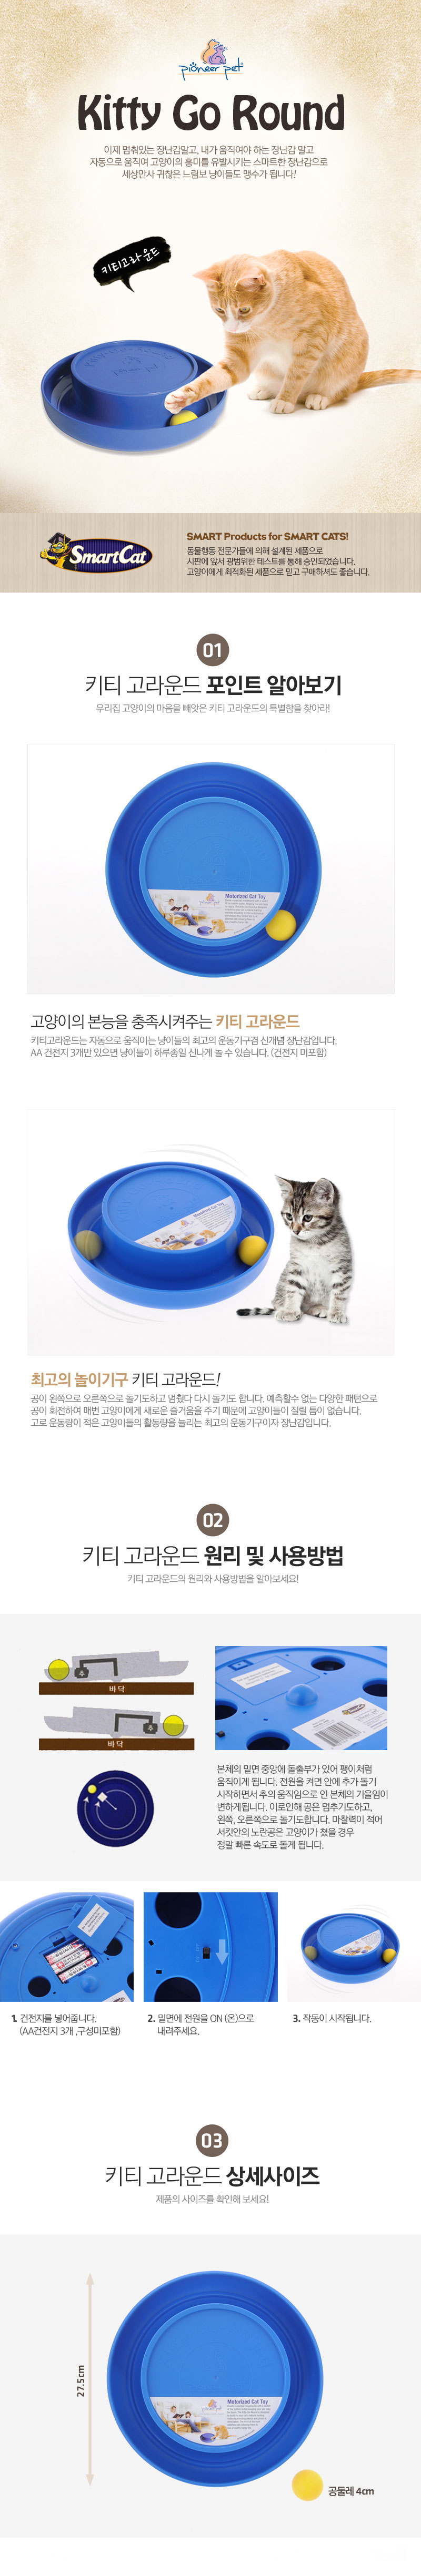 pioneer pet
Kitty Go Round
이제 멈춰있는 장난감말고, 내가 움직여야 하는 장난감 말고
자동으로 움직여 고양이의 흥미를 유발시키는 스마트한 장난감으로
세상만사 귀찮은 느림보 냥이들도 맹수가 됩니다!
키티고라운드
SmartCat
SMART Products for SMART CATS!
동물행동 전문가들에 의해 설계된 제품으로
시판에 앞서 광범위한 테스트를 통해 승인되었습니다.
고양이에게 최적화된 제품으로 믿고 구매하셔도 좋습니다.
01
키티 고라운드 포인트 알아보기
우리집 고양이의 마음을 빼앗은 키티 고라운드의 특별함을 찾아라!
Motorized Cat Toy
고양이의 본능을 충족시켜주는 키티 고라운드
키티고라운드는 자동으로 움직이는 냥이들의 최고의 운동기구겸 신개념 장난감입니다.
AA 건전지 3개만 있으면 냥이들이 하루종일 신나게 놀 수 있습니다. (건전지 미포함)
최고의 놀이기구 키티 고라운드!
공이 왼쪽으로 오른쪽으로 돌기도하고 멈췄다 다시 돌기도 합니다. 예측할수 없는 다양한 패턴으로
공이 회전하여 매번 고양이에게 새로운 즐거움을 주기 때문에 고양이들이 질릴 틈이 없습니다.
고로 운동량이 적은 고양이들의 활동량을 늘리는 최고의 운동기구이자 장난감입니다.
02
키티 고라운드 원리 및 사용방법
키티 고라운드의 원리와 사용방법을 알아보세요!
바닥
바닥
본체의 밑면 중앙에 돌출부가 있어 팽이처럼
움직이게 됩니다. 전원을 켜면 안에 추가 돌기
시작하면서 추의 움직임으로 인 본체의 기울임이
변하게됩니다. 이로인해 공은 멈추기도하고,
왼쪽, 오른쪽으로 돌기도합니다. 마찰력이 적어
서킷안의 노란공은 고양이가 쳤을 경우
정말 빠른 속도로 돌게 됩니다.
1. 건전지를 넣어줍니다.
(AA건전지 3개 ,구성미포함)
2. 밑면에 전원을 ON (온)으로
내려주세요.
3. 작동이 시작됩니다.
03
키티 고라운드 상세사이즈
제품의 사이즈를 확인해 보세요!
27.5cm
Motorized Cat Toy
공둘레 4cm